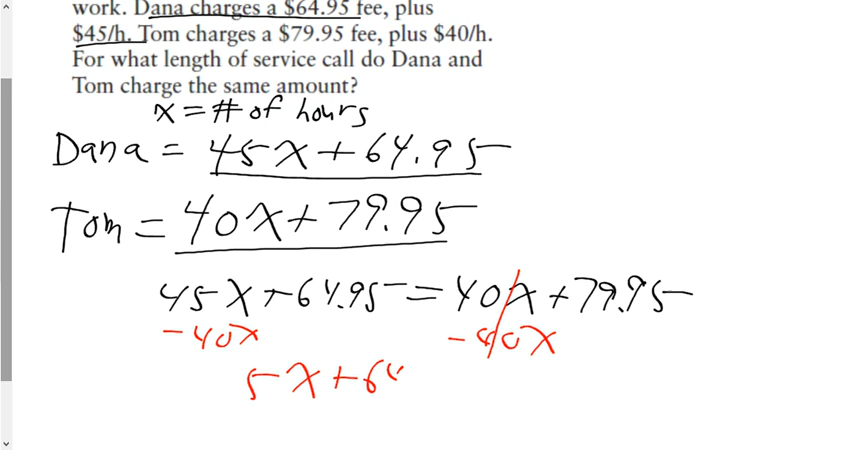 work. Dana charges a $64.95 fee, plus
$45/h. Tom charges a $79.95 fee, plus $40/h.
For what length of service call do Dana and
Tom charge the same amount?
x = # of hours
Dana = 45x + 64.95
Tom = 40x + 79.95
45x + 64.95 = 40x + 79.95
-40x -40x
5x + 64